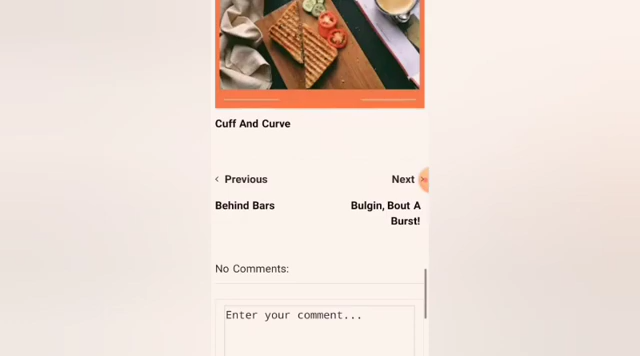 Cuff And Curve
Previous
Next
Behind Bars
Bulgin, Bout A
Burst!
No Comments:
Enter your comment...